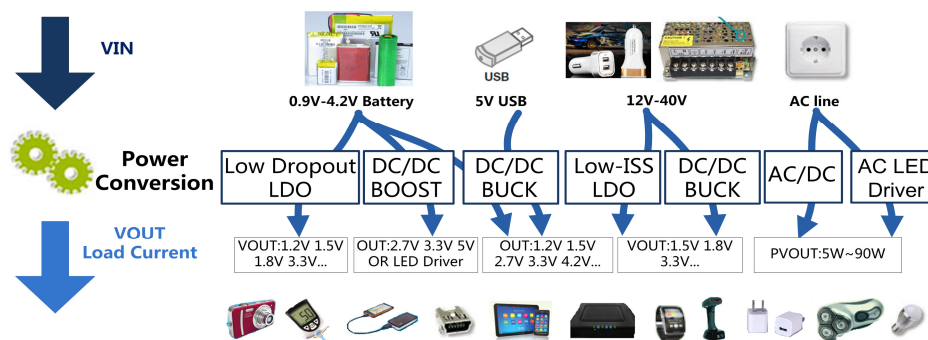 VIN
USB
0.9V-4.2V Battery
5V USB
12V-40V
AC line
Power
Conversion
Low Dropout
LDO
DC/DC
BOOST
DC/DC
BUCK
Low-ISS
LDO
DC/DC
BUCK
AC/DC
AC LED
Driver
VOUT
Load Current
VOUT:1.2V 1.5V
1.8V 3.3V...
OUT:2.7V 3.3V 5V
OR LED Driver
OUT:1.2V 1.5V
2.7V 3.3V 4.2V...
VOUT:1.5V 1.8V
3.3V...
PVOUT:5W~90W